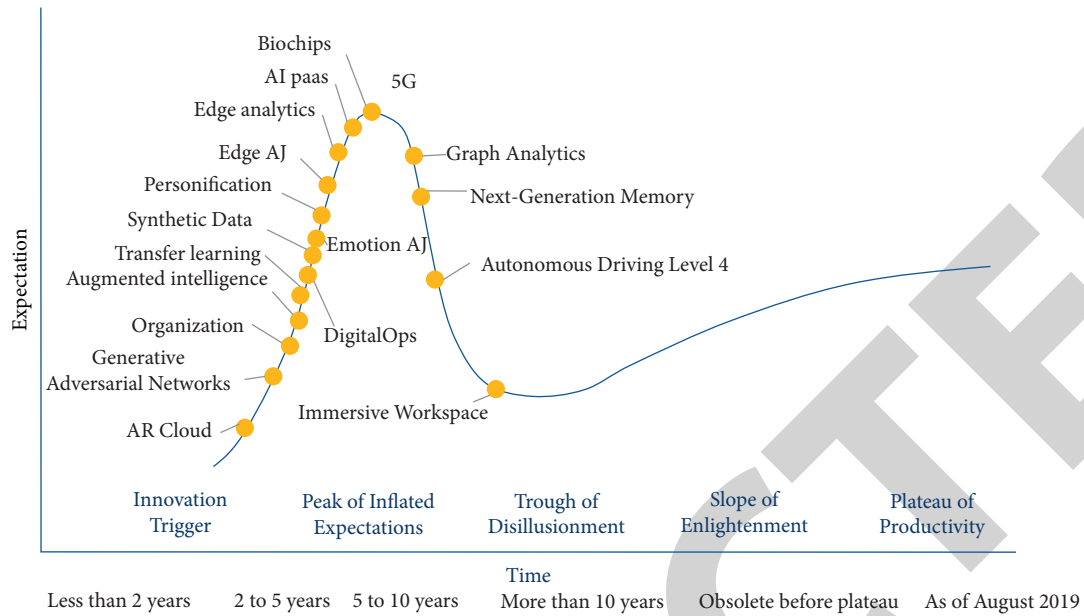 Biochips
5G
AI paas
Edge analytics
Edge AJ
Graph Analytics
Personification
Next-Generation Memory
Synthetic Data
Emotion AJ
Transfer learning
Autonomous Driving Level 4
Augmented intelligence
Organization
DigitalOps
Generative
Adversarial Networks
Immersive Workspace
AR Cloud
Expectation
Innovation
Trigger
Peak of Inflated
Expectations
Trough of
Disillusionment
Slope of
Enlightenment
Plateau of
Productivity
Time
Less than 2 years
2 to 5 years
5 to 10 years
More than 10 years
Obsolete before plateau
As of August 2019